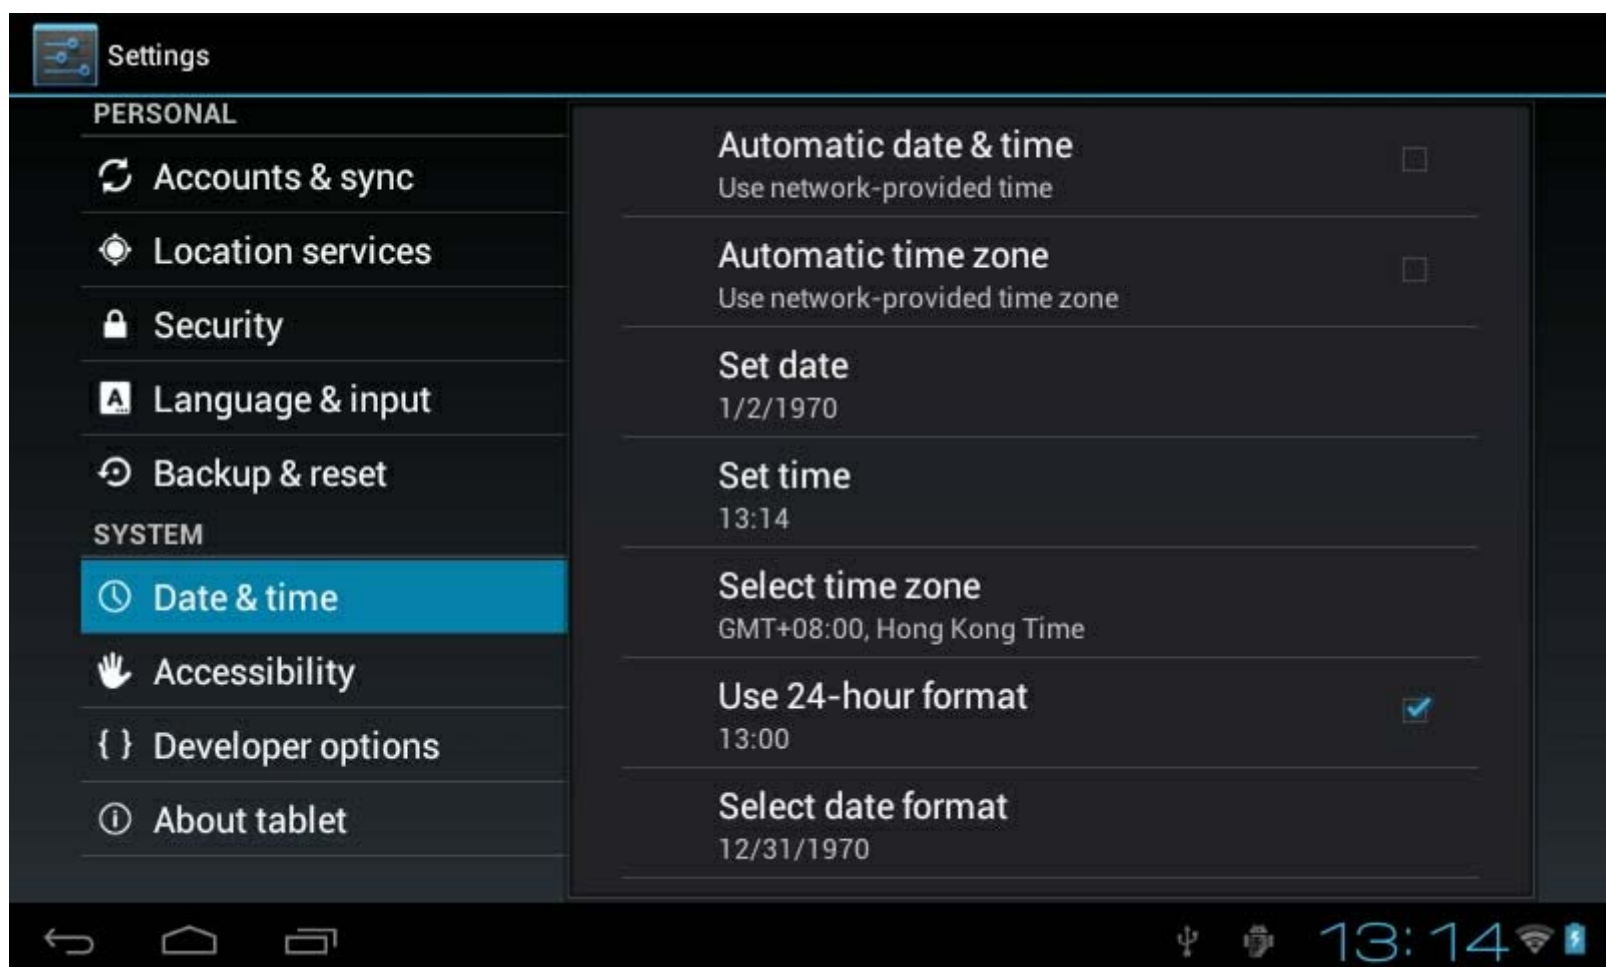 Settings
PERSONAL
Accounts & sync
Location services
Security
Language & input
Backup & reset
SYSTEM
Date & time
Accessibility
Developer options
About tablet
Automatic date & time
Use network-provided time
Automatic time zone
Use network-provided time zone
Set date
1/2/1970
Set time
13:14
Select time zone
GMT+08:00, Hong Kong Time
Use 24-hour format
13:00
Select date format
12/31/1970
13:14